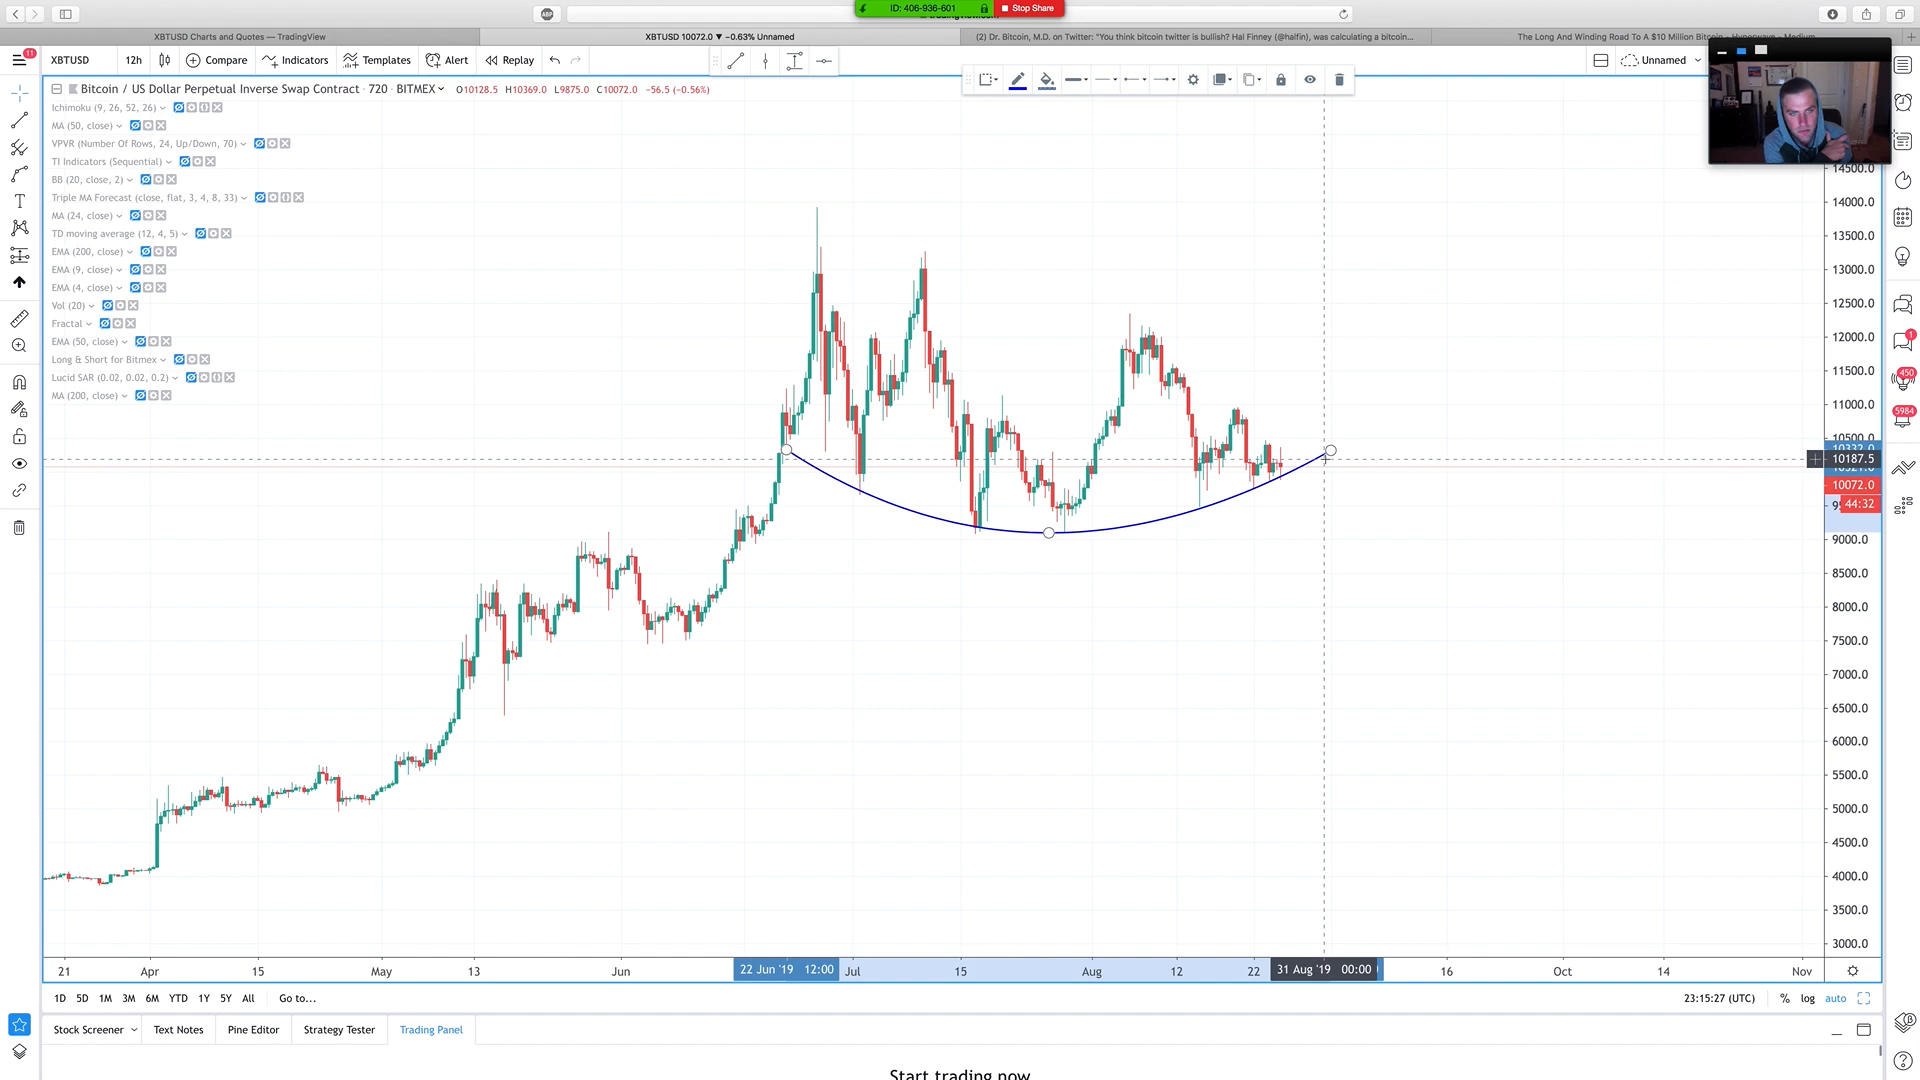 ID: 406-936-601
Stop Share
ABP
XBTUSD Charts and Quotes — TradingView
XBTUSD 10072.0 ▼ −0.63% Unnamed
(2) Dr. Bitcoin, M.D. on Twitter: "You think bitcoin twitter is bullish? Hal Finney (@halfin), was calculating a bitcoin...
The Long And Winding Road To A $10 Million Bitcoin - Hyperwave - Medium
11
XBTUSD
12h
Compare
Indicators
Templates
Alert
Replay
Unnamed
Bitcoin / US Dollar Perpetual Inverse Swap Contract · 720 · BITMEX
O10128.5 H10369.0 L9875.0 C10072.0 −56.5 (−0.56%)
Ichimoku (9, 26, 52, 26)
MA (50, close)
VPVR (Number Of Rows, 24, Up/Down, 70)
TI Indicators (Sequential)
BB (20, close, 2)
Triple MA Forecast (close, flat, 3, 4, 8, 33)
MA (24, close)
TD moving average (12, 4, 5)
EMA (200, close)
EMA (9, close)
EMA (4, close)
Vol (20)
Fractal
EMA (50, close)
Long & Short for Bitmex
Lucid SAR (0.02, 0.02, 0.2)
MA (200, close)
14500.0
14000.0
13500.0
13000.0
12500.0
12000.0
11500.0
11000.0
10500.0
10187.5
10072.0
44:32
9000.0
8500.0
8000.0
7500.0
7000.0
6500.0
6000.0
5500.0
5000.0
4500.0
4000.0
3500.0
3000.0
1
450
5984
21
Apr
15
May
13
Jun
22 Jun '19 12:00
Jul
15
Aug
12
22
31 Aug '19 00:00
16
Oct
14
Nov
1D 5D 1M 3M 6M YTD 1Y 5Y All Go to...
23:15:27 (UTC) % log auto
Stock Screener
Text Notes
Pine Editor
Strategy Tester
Trading Panel
Start trading now